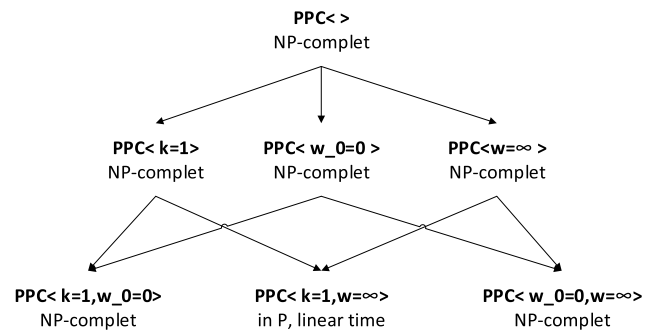 PPC< >
NP-complet
PPC< k=1> PPC< w_0=0 > PPC<w=∞ >
NP-complet NP-complet NP-complet
PPC< k=1,w_0=0> PPC< k=1,w=∞> PPC< w_0=0,w=∞>
NP-complet in P, linear time NP-complet